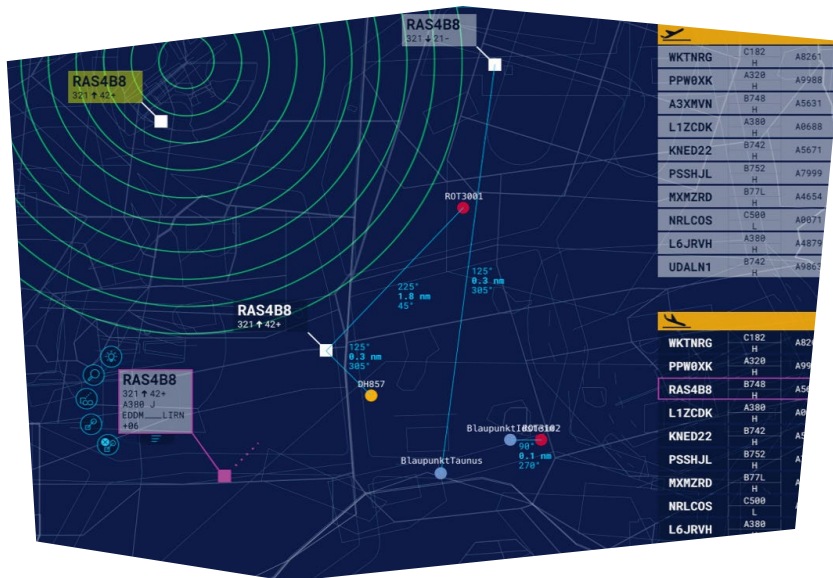 RAS4B8
321 ↓ 21-
RAS4B8
321 ↑ 42+
ROT3001
225°
1.8 nm
45°
125°
0.3 nm
305°
RAS4B8
321 ↑ 42+
125°
0.3 nm
305°
DH857
RAS4B8
321 ↑ 42+
A380 J
EDDM___LIRN
+06
90°
0.1 nm
270°
BlaupunktTaunus
WKTNRG C182 H A8261
PPW0XK A320 H A9988
A3XMVN B748 H A5631
L1ZCDK A380 H A0688
KNED22 B742 H A5671
PSSHJL B752 H A7999
MXMZRD B77L H A4654
NRLCOS C500 L A0071
L6JRVH A380 H A4879
UDALN1 B742 H A9863
WKTNRG C182 H
PPW0XK A320 H
RAS4B8 B748 H
L1ZCDK A380 H
KNED22 B742 H
PSSHJL B752 H
MXMZRD B77L H
NRLCOS C500 L
L6JRVH A380